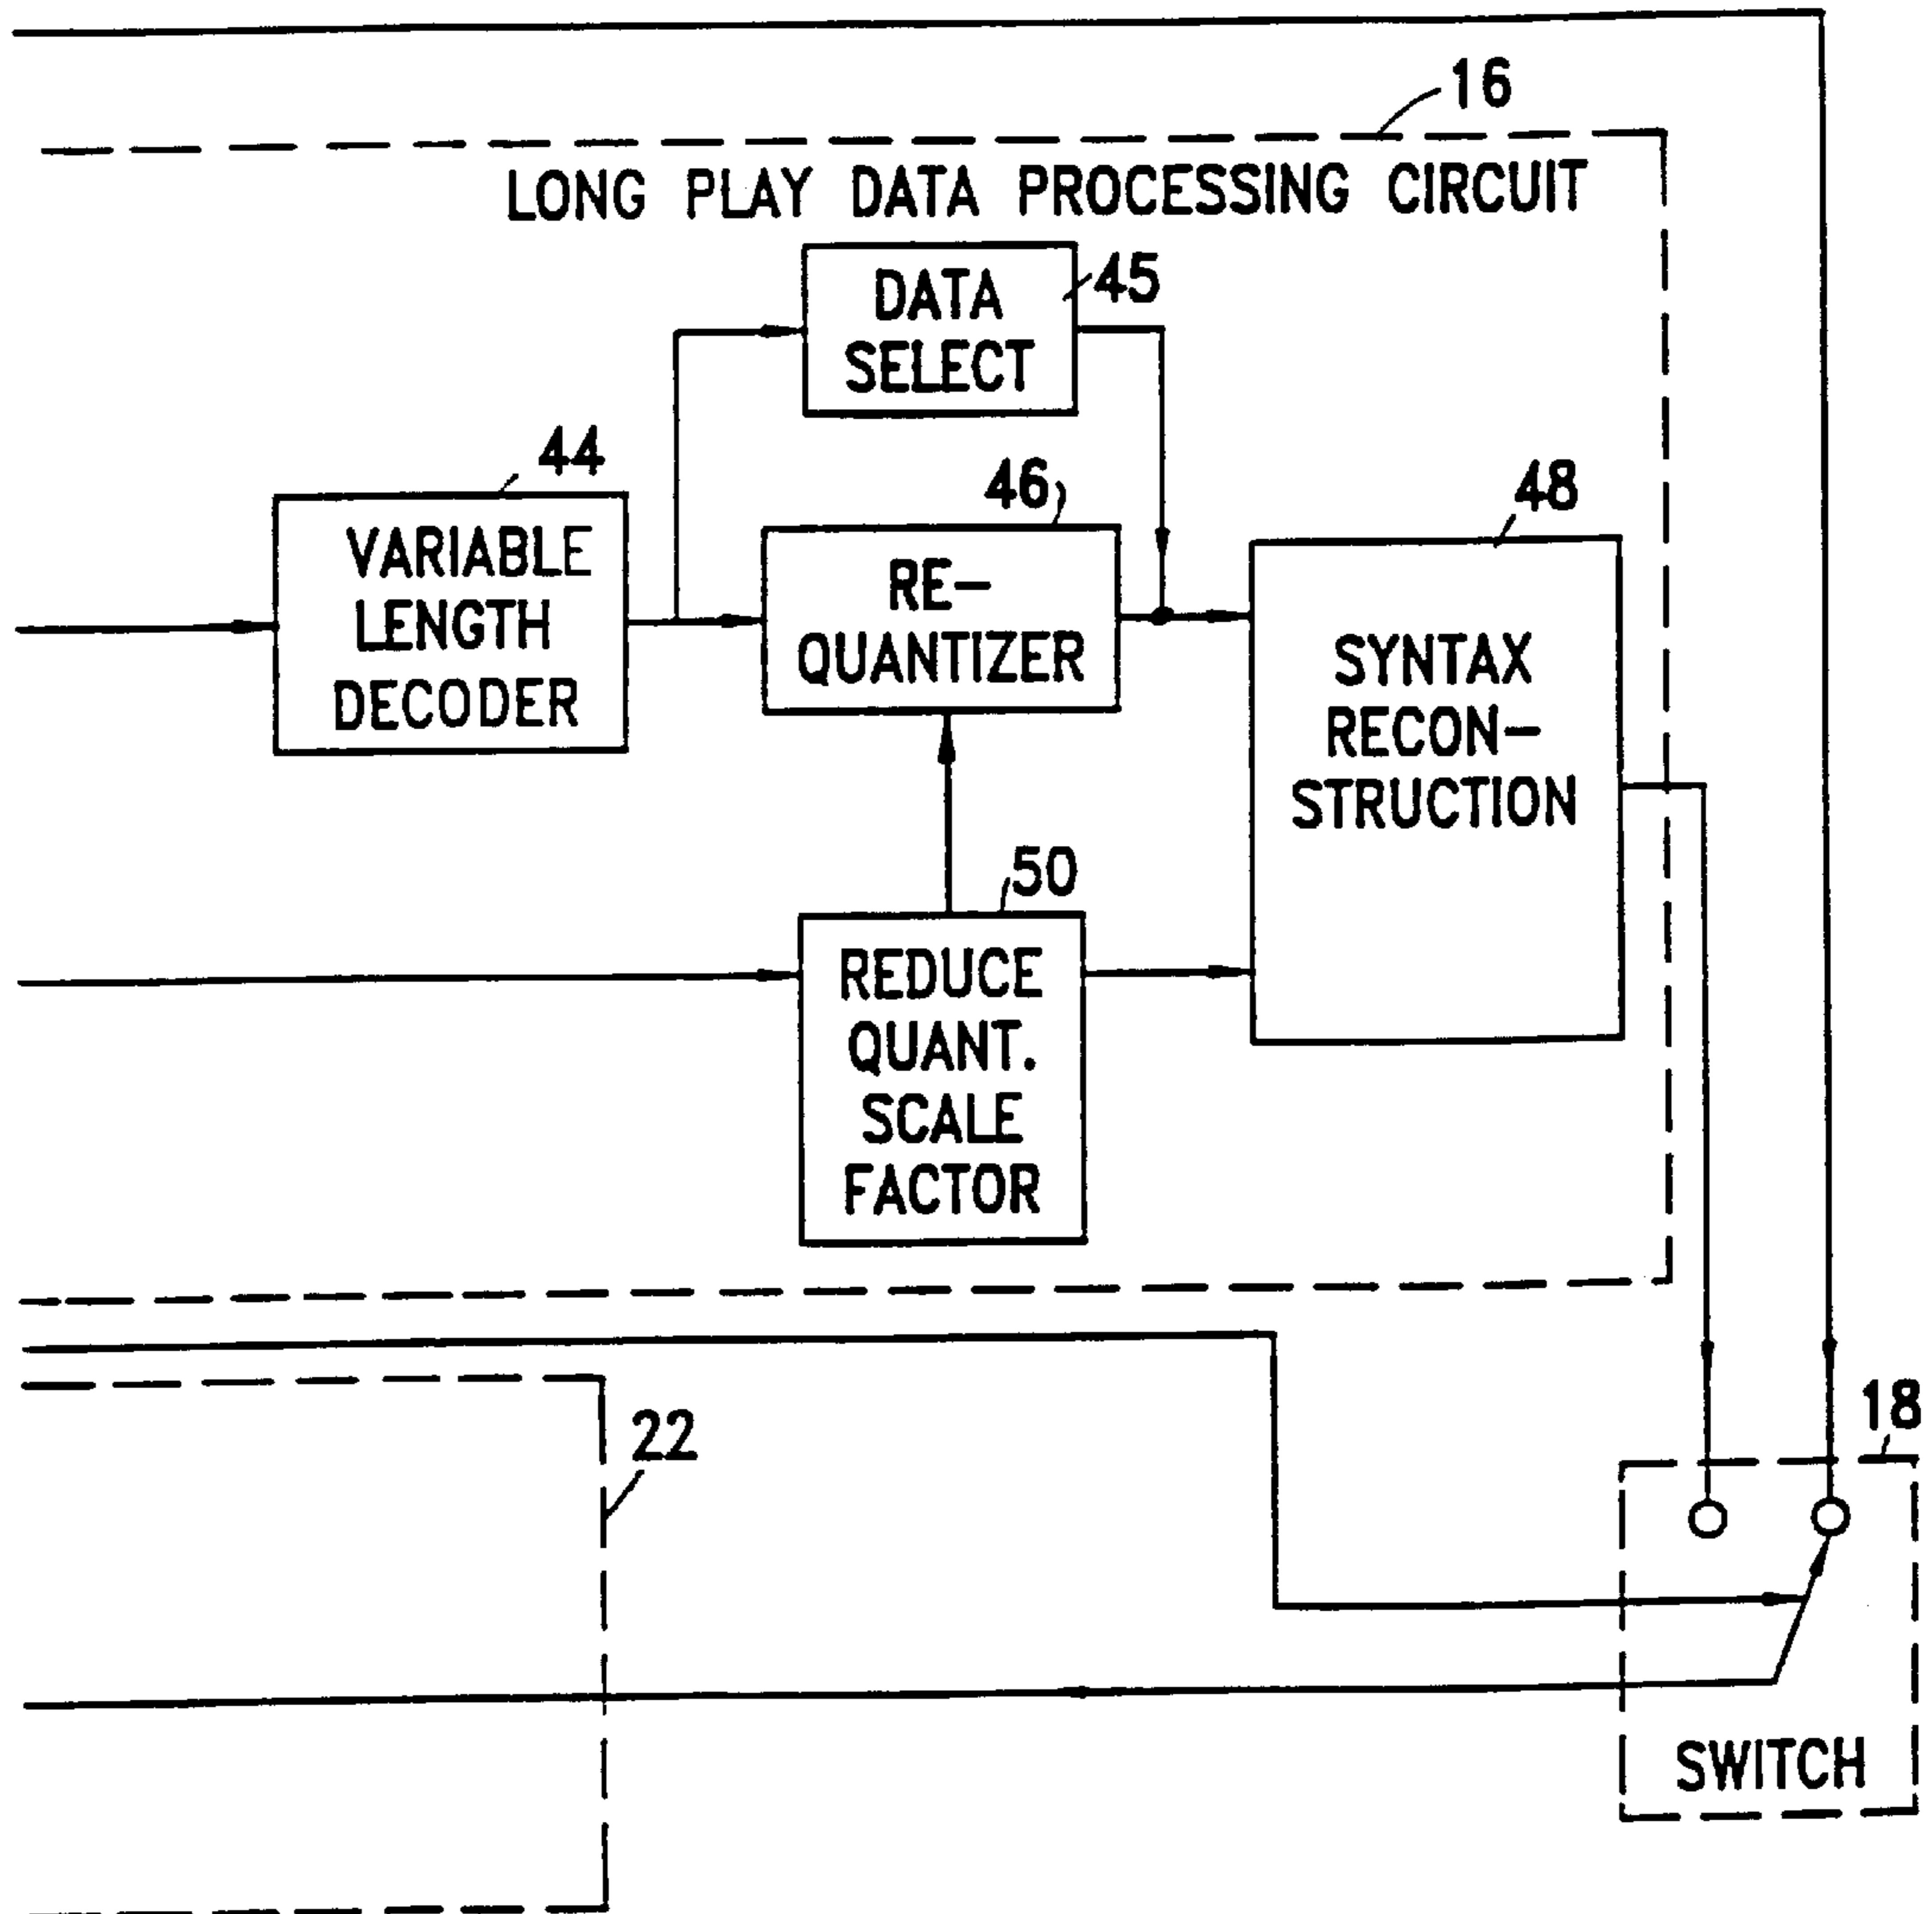 16
LONG PLAY DATA PROCESSING CIRCUIT
45
DATA
SELECT
44
VARIABLE
LENGTH
DECODER
46
RE-
QUANTIZER
48
SYNTAX
RECON-
STRUCTION
50
REDUCE
QUANT.
SCALE
FACTOR
22
18
SWITCH